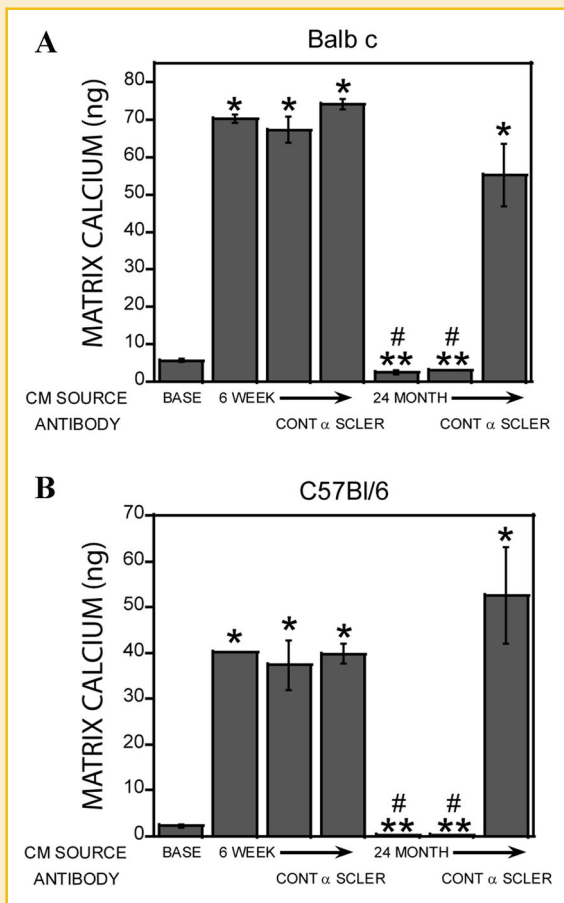 A
Balb c
MATRIX CALCIUM (ng)
80
70
60
50
40
30
20
10
0
* * * # ** # ** *
CM SOURCE BASE 6 WEEK 24 MONTH
ANTIBODY CONT α SCLER CONT α SCLER
B
C57Bl/6
MATRIX CALCIUM (ng)
70
60
50
40
30
20
10
0
* * * # ** # ** *
CM SOURCE BASE 6 WEEK 24 MONTH
ANTIBODY CONT α SCLER CONT α SCLER